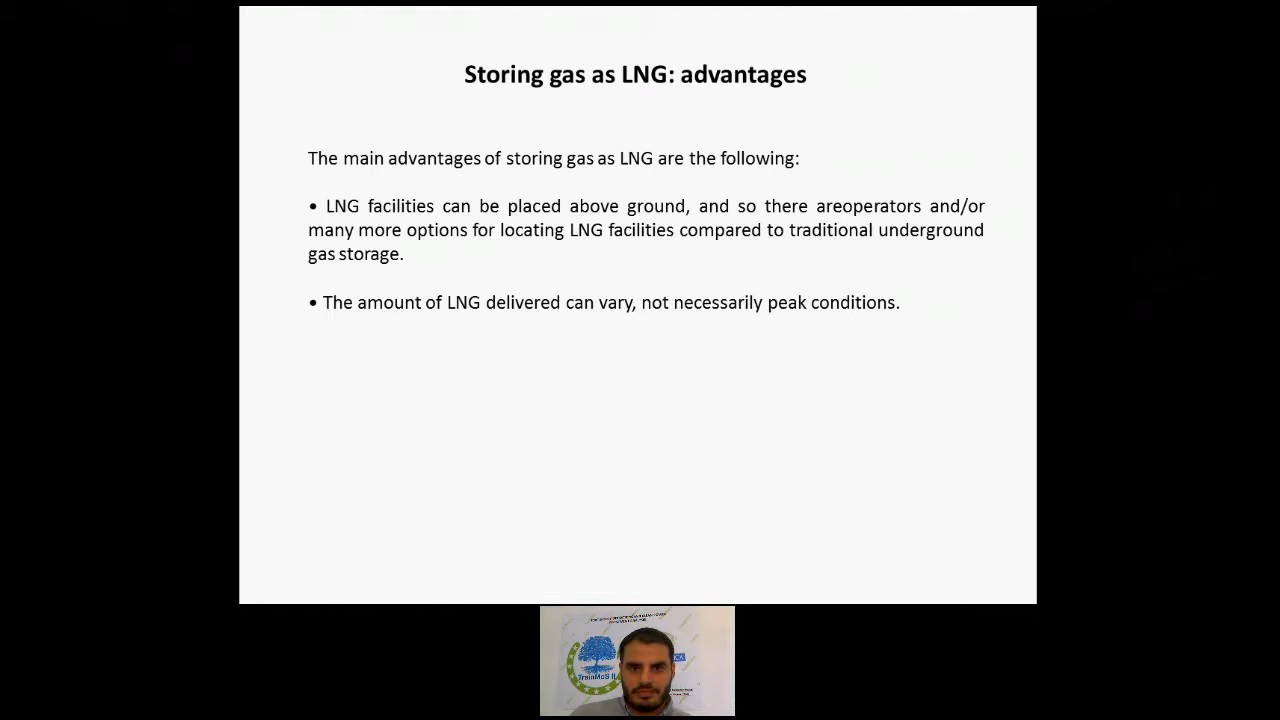 Storing gas as LNG: advantages
The main advantages of storing gas as LNG are the following:
• LNG facilities can be placed above ground, and so there areoperators and/or
many more options for locating LNG facilities compared to traditional underground
gas storage.
• The amount of LNG delivered can vary, not necessarily peak conditions.
TrainMoS II